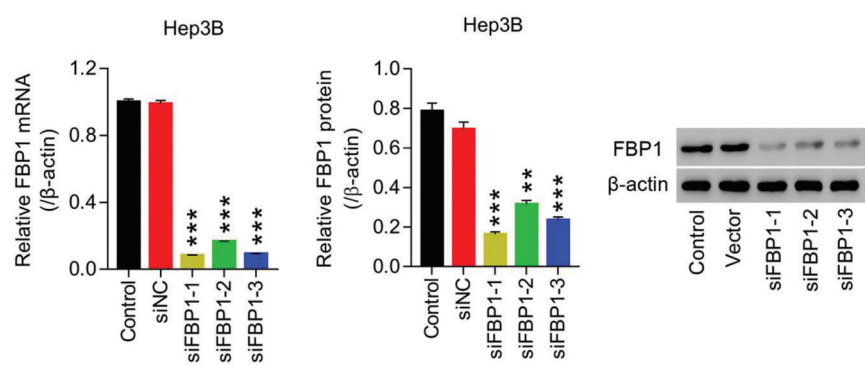 Hep3B
Relative FBP1 mRNA
(/β-actin)
1.2
0.8
0.4
0.0
***
***
***
Control
siNC
siFBP1-1
siFBP1-2
siFBP1-3
Hep3B
Relative FBP1 protein
(/β-actin)
1.0
0.8
0.6
0.4
0.2
0.0
***
**
***
Control
siNC
siFBP1-1
siFBP1-2
siFBP1-3
FBP1
β-actin
Control
Vector
siFBP1-1
siFBP1-2
siFBP1-3